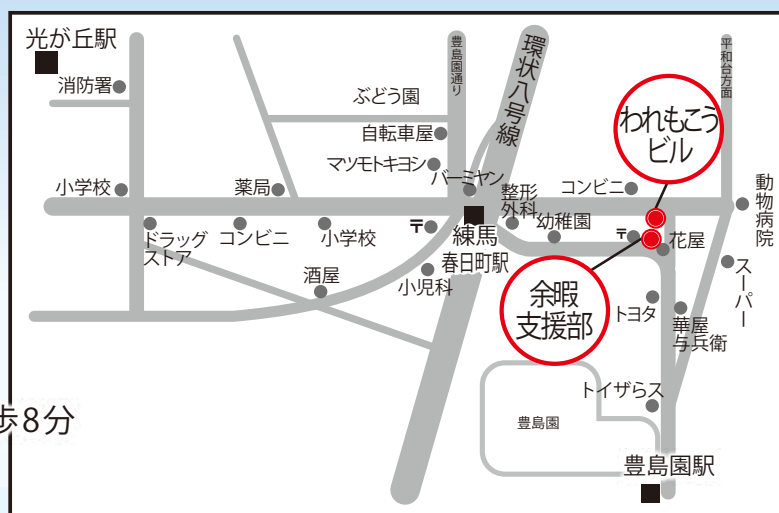 光が丘駅
消防署
豊島園通り
環状八号線
平和台方面
ぶどう園
自転車屋
マツモトキヨシ
バーミヤン
われもこう
ビル
小学校
薬局
整形
外科
コンビニ
動物病院
ドラッグ
ストア
コンビニ
小学校
〒
練馬
春日町駅
幼稚園
〒
花屋
スーパー
酒屋
小児科
余暇
支援部
トヨタ
華屋
与兵衛
トイザらス
歩8分
豊島園
豊島園駅